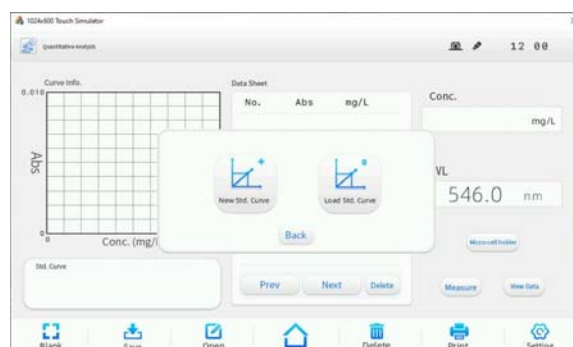 1024x600 Touch Simulator
Quantitative analysis
12 00
Curve Info.
0.010
Abs
0
0
Conc. (mg/
Std. Curve
Data Sheet
No. Abs mg/L
New Std. Curve
Load Std. Curve
Back
Prev Next Delete
Conc.
mg/L
VL
546.0 nm
Micro-cell holder
Measure View Data
Blank Save Open Delete Print Setting